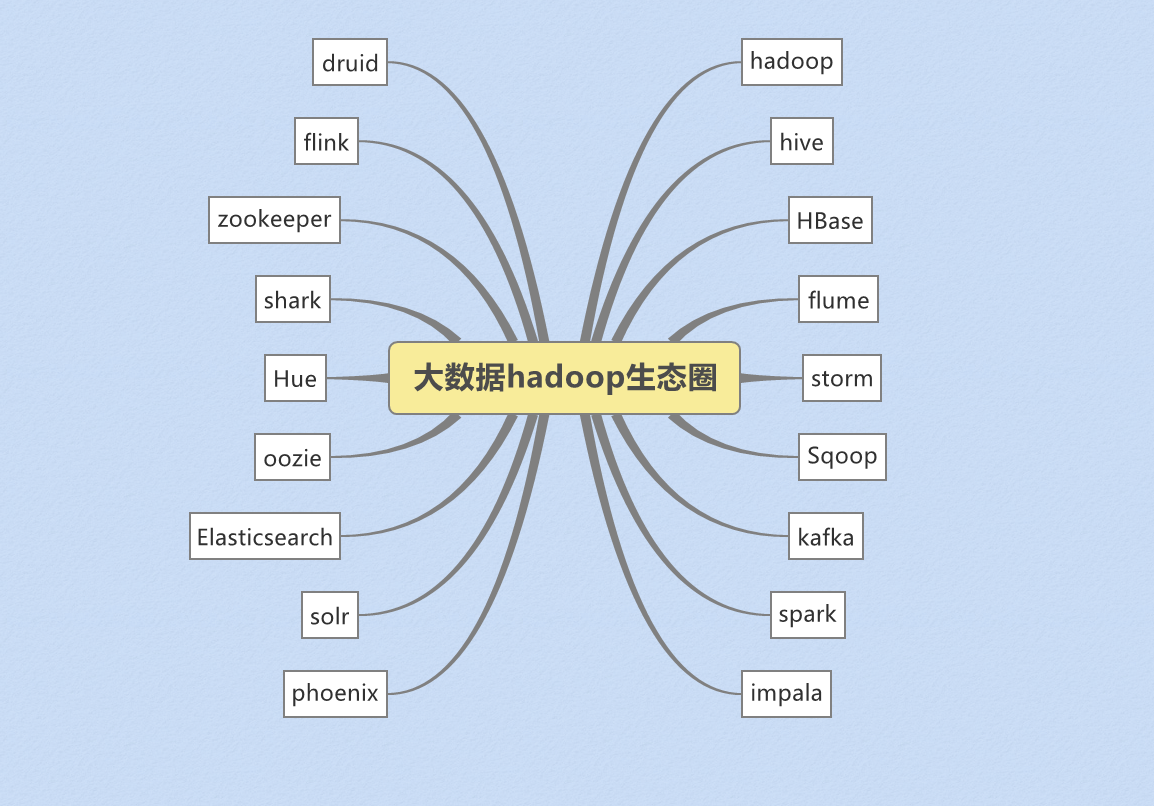 druid
hadoop
flink
hive
zookeeper
HBase
shark
flume
Hue
大数据hadoop生态圈
storm
oozie
Sqoop
Elasticsearch
kafka
solr
spark
phoenix
impala